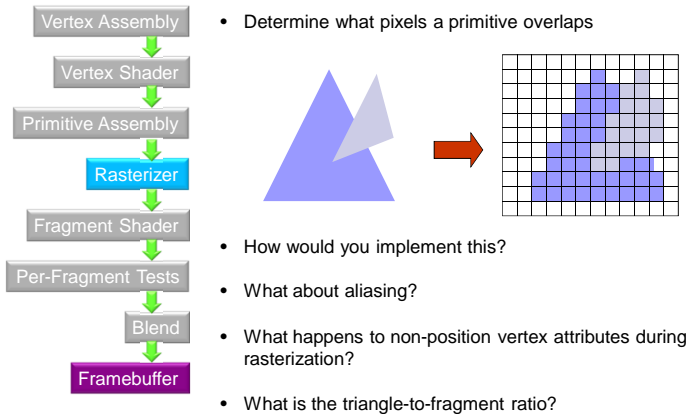 Vertex Assembly
Vertex Shader
Primitive Assembly
Rasterizer
Fragment Shader
Per-Fragment Tests
Blend
Framebuffer
• Determine what pixels a primitive overlaps
• How would you implement this?
• What about aliasing?
• What happens to non-position vertex attributes during
rasterization?
• What is the triangle-to-fragment ratio?